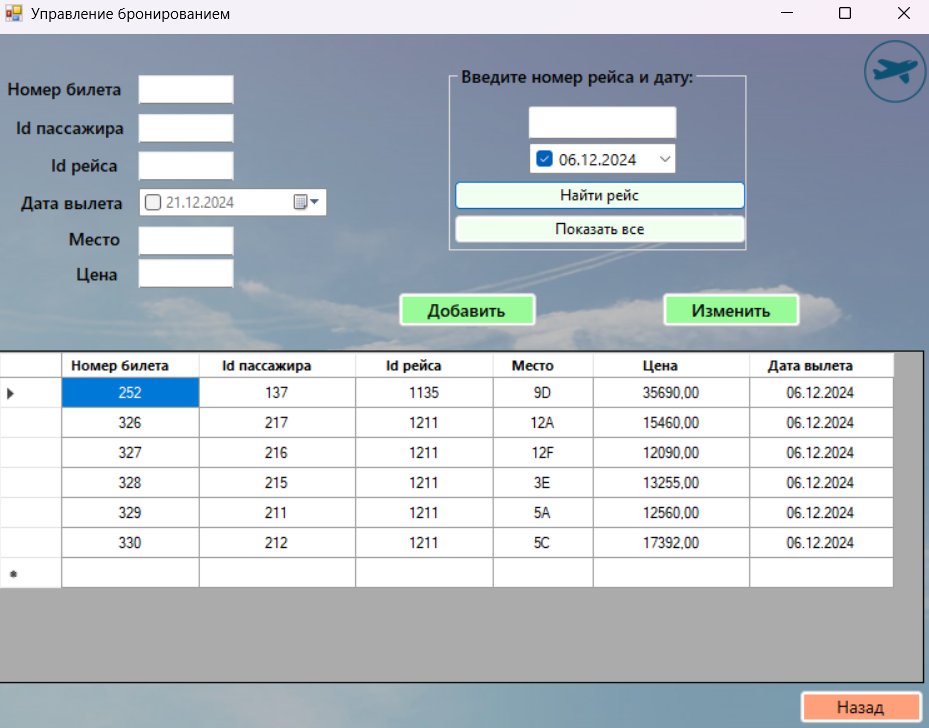 Управление бронированием
Номер билета
Id пассажира
Id рейса
Дата вылета 21.12.2024
Место
Цена
Введите номер рейса и дату:
06.12.2024
Найти рейс
Показать все
Добавить Изменить
Номер билета Id пассажира Id рейса Место Цена Дата вылета
252 137 1135 9D 35690,00 06.12.2024
326 217 1211 12A 15460,00 06.12.2024
327 216 1211 12F 12090,00 06.12.2024
328 215 1211 3E 13255,00 06.12.2024
329 211 1211 5A 12560,00 06.12.2024
330 212 1211 5C 17392,00 06.12.2024
Назад